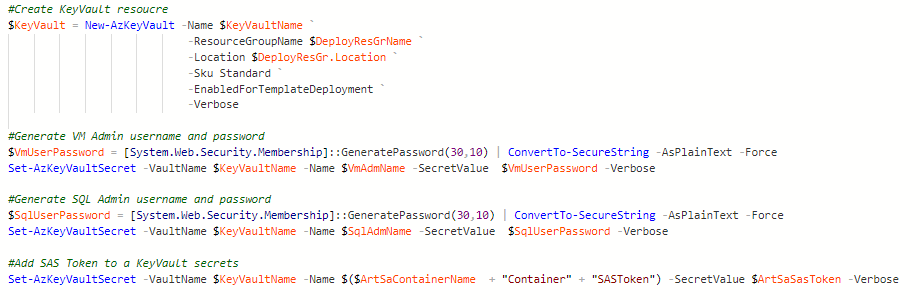 #Create KeyVault resoucre
$KeyVault = New-AzKeyVault -Name $KeyVaultName `
-ResourceGroupName $DeployResGrName `
-Location $DeployResGr.Location `
-Sku Standard `
-EnabledForTemplateDeployment `
-Verbose
#Generate VM Admin username and password
$VmUserPassword = [System.Web.Security.Membership]::GeneratePassword(30,10) | ConvertTo-SecureString -AsPlainText -Force
Set-AzKeyVaultSecret -VaultName $KeyVaultName -Name $VmAdmName -SecretValue  $VmUserPassword -Verbose
#Generate SQL Admin username and password
$SqlUserPassword = [System.Web.Security.Membership]::GeneratePassword(30,10) | ConvertTo-SecureString -AsPlainText -Force
Set-AzKeyVaultSecret -VaultName $KeyVaultName -Name $SqlAdmName -SecretValue  $SqlUserPassword -Verbose
#Add SAS Token to a KeyVault secrets
Set-AzKeyVaultSecret -VaultName $KeyVaultName -Name $($ArtSaContainerName  + "Container" + "SASToken") -SecretValue $ArtSaSasToken -Verbose